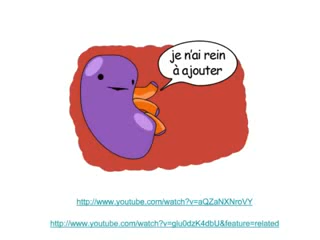 je n'ai rein
à ajouter
http://www.youtube.com/watch?v=aQZaNXNroVY
http://www.youtube.com/watch?v=glu0dzK4dbU&feature=related